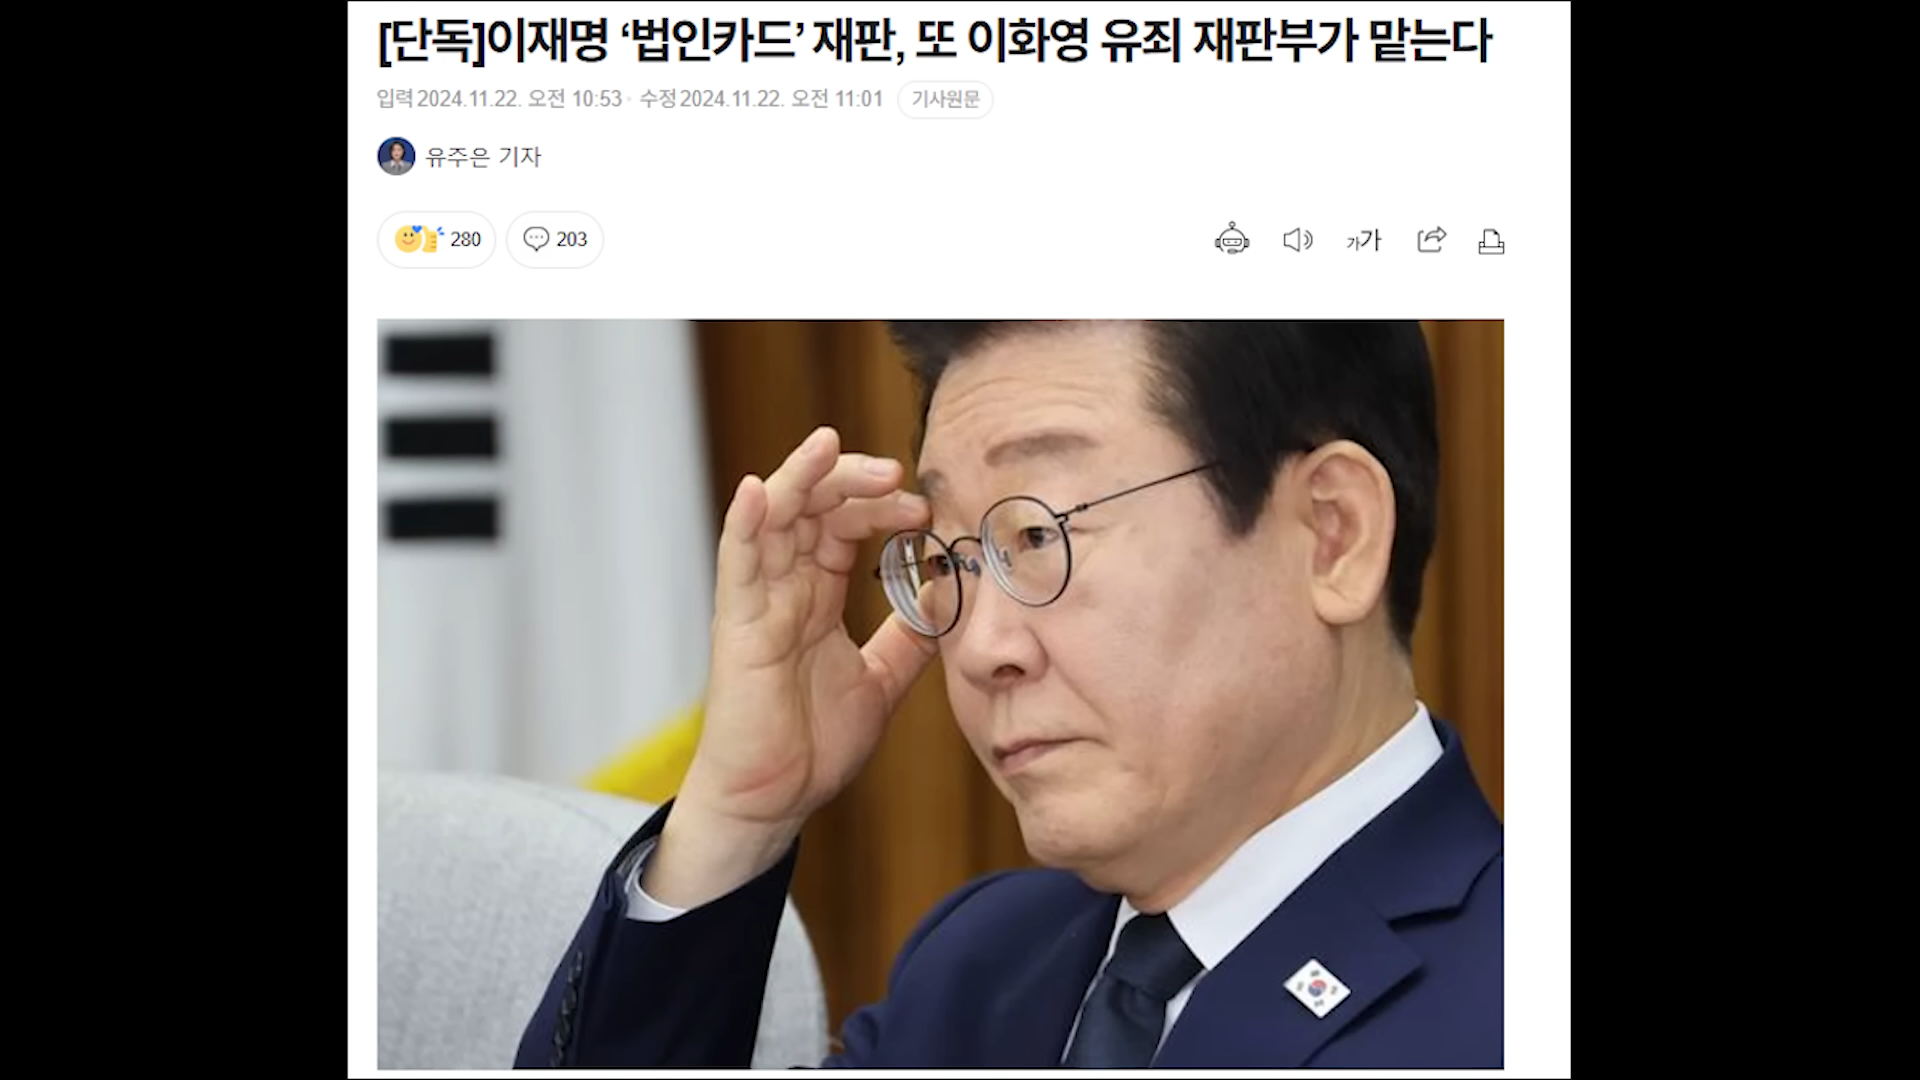 [단독]이재명 ‘법인카드’ 재판, 또 이화영 유죄 재판부가 맡는다
입력 2024.11.22. 오전 10:53 · 수정 2024.11.22. 오전 11:01 기사원문
유주은 기자
280 203
가가